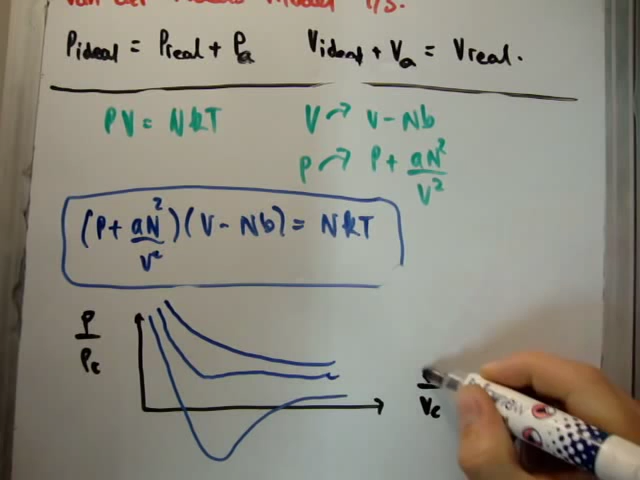 Pideal = Preal + Pa    Videal + Va = Vreal.
PV = NkT    V → V - Nb
P → P + aN²/V²
(P + aN²/V²)(V - Nb) = NkT
P/Pc
Vc